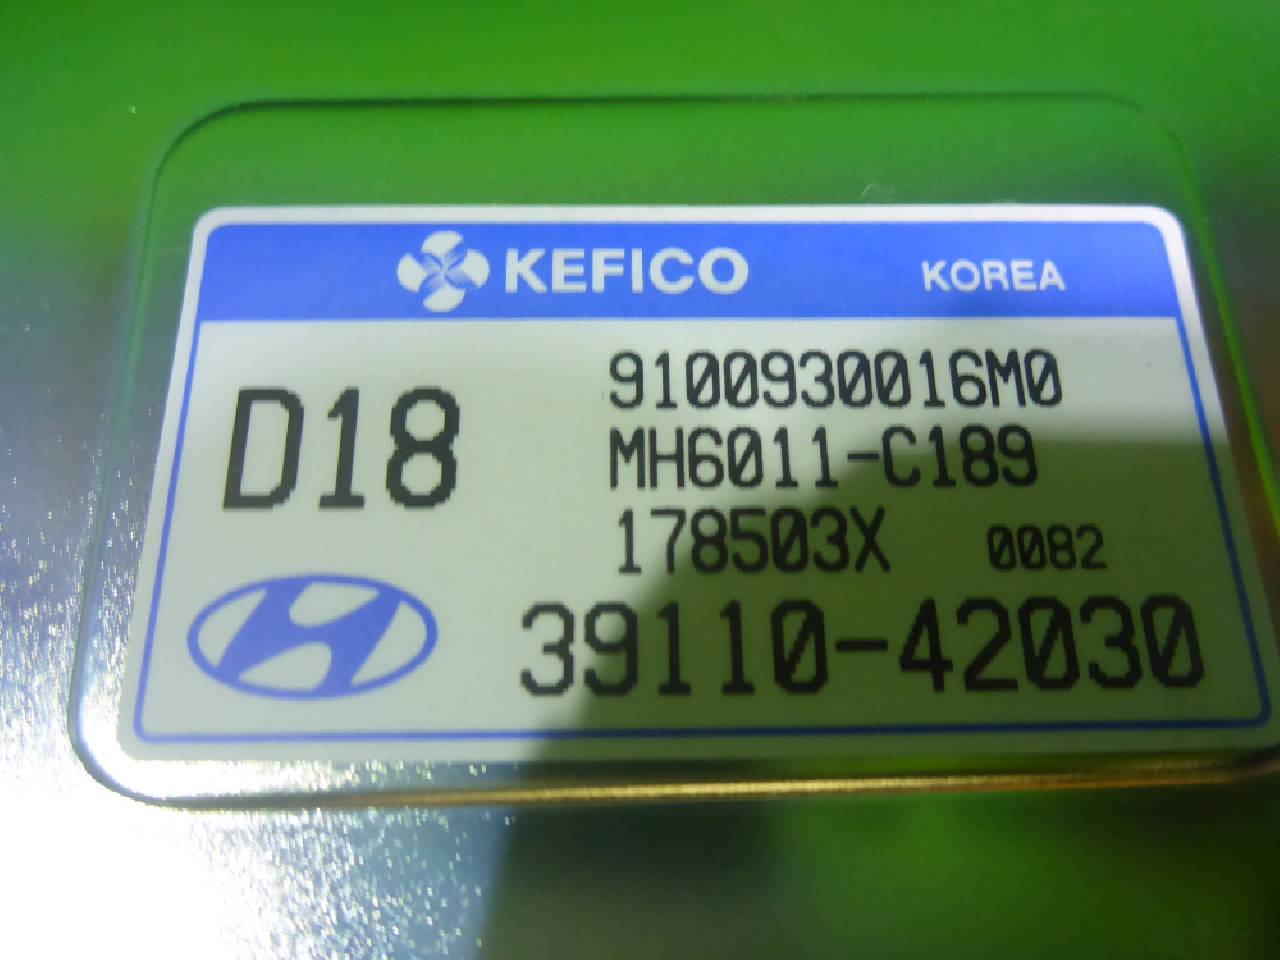 KEFICO KOREA
D18
9100930016M0
MH6011-C189
178503X 0082
39110-42030